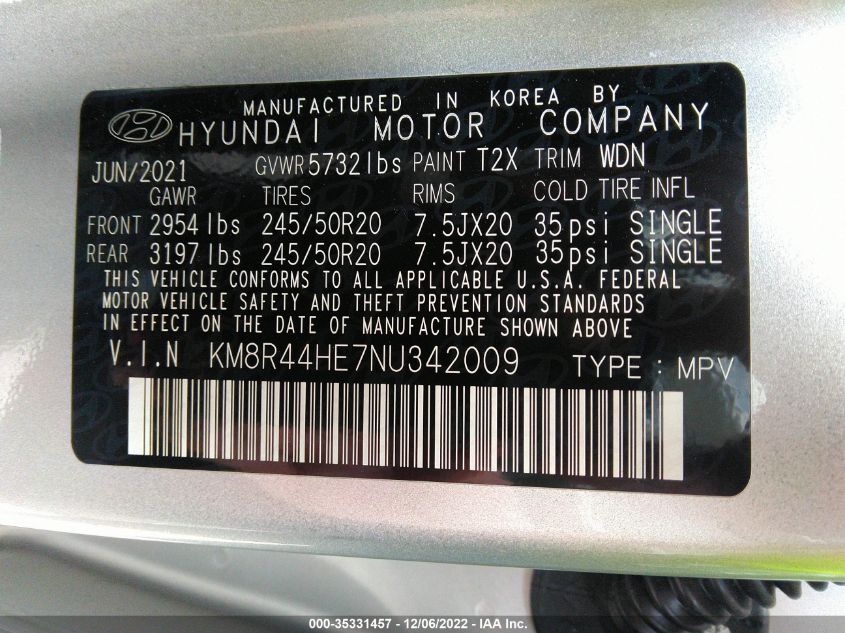 MANUFACTURED IN KOREA BY
HYUNDAI MOTOR COMPANY
JUN/2021 GVWR 5732 lbs PAINT T2X TRIM WDN
GAWR TIRES RIMS COLD TIRE INFL
FRONT 2954 lbs 245/50R20 7.5JX20 35psi SINGLE
REAR 3197 lbs 245/50R20 7.5JX20 35psi SINGLE
THIS VEHICLE CONFORMS TO ALL APPLICABLE U.S.A. FEDERAL
MOTOR VEHICLE SAFETY AND THEFT PREVENTION STANDARDS
IN EFFECT ON THE DATE OF MANUFACTURE SHOWN ABOVE
V.I.N KM8R44HE7NU342009 TYPE : MPV
000-35331457 - 12/06/2022 - IAA Inc.